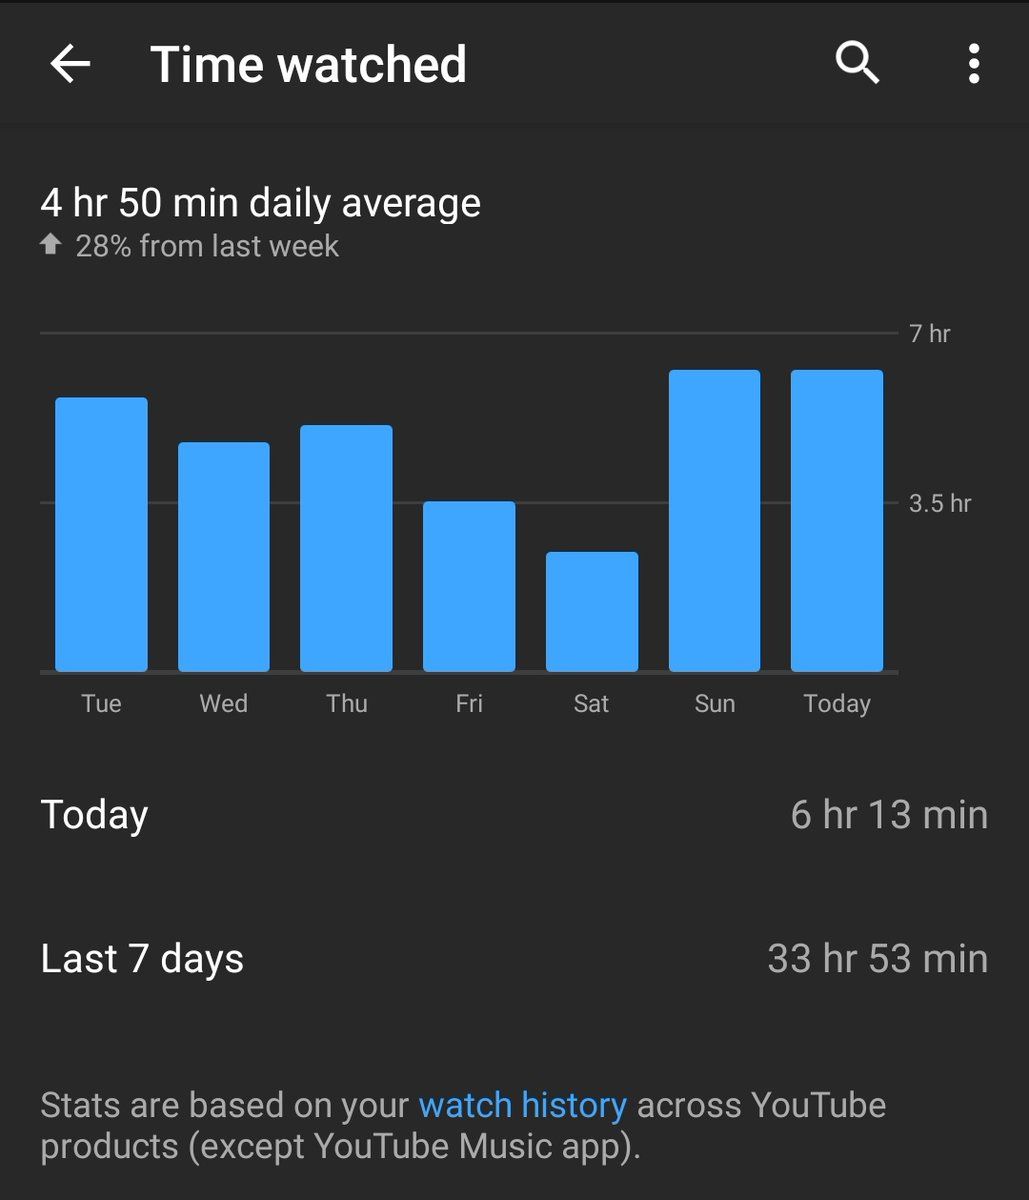 Time watched
4 hr 50 min daily average
28% from last week
7 hr
3.5 hr
Tue Wed Thu Fri Sat Sun Today
Today 6 hr 13 min
Last 7 days 33 hr 53 min
Stats are based on your watch history across YouTube
products (except YouTube Music app).